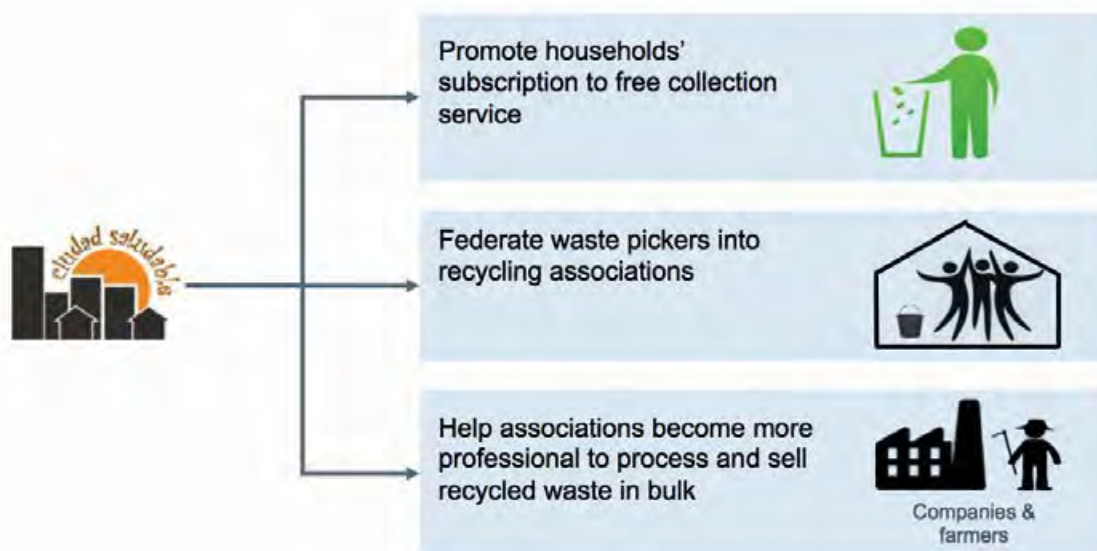 ciudad saludable
Promote households'
subscription to free collection
service
Federate waste pickers into
recycling associations
Help associations become more
professional to process and sell
recycled waste in bulk
Companies &
farmers